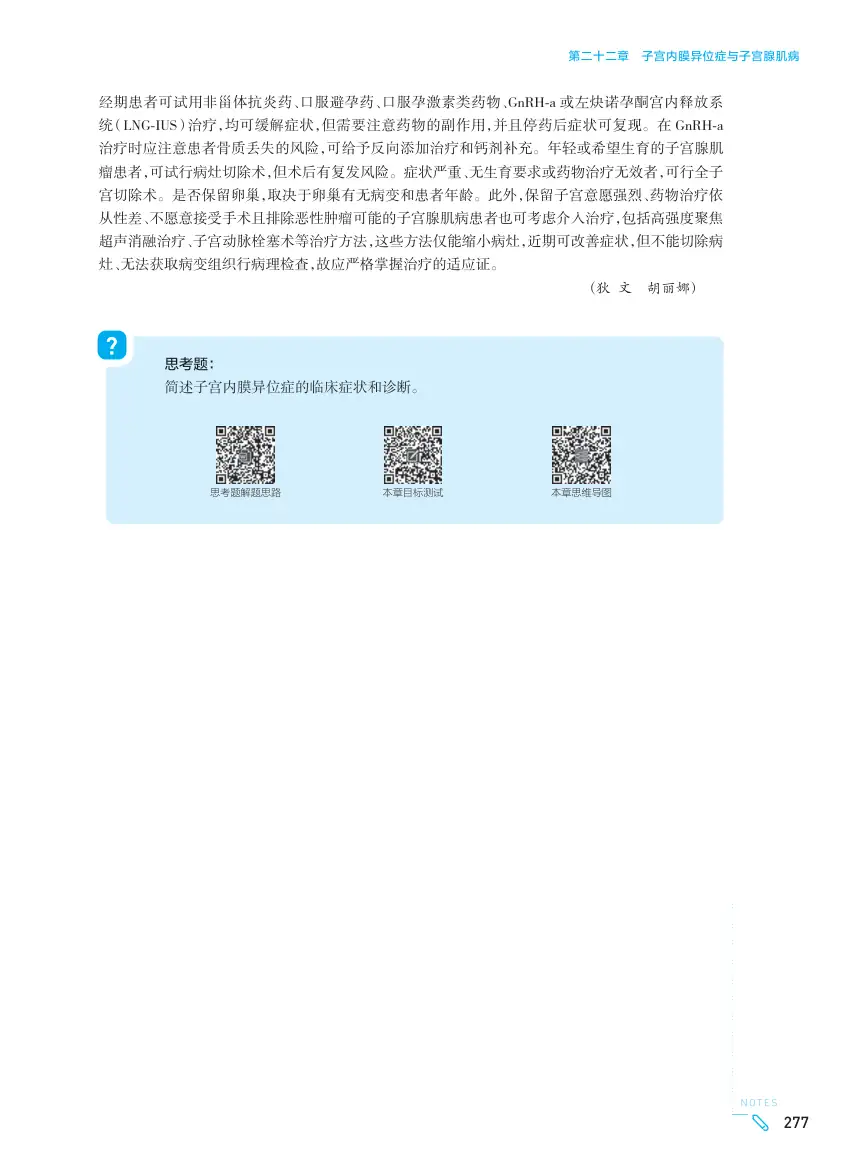 第二十二章　子宫内膜异位症与子宫腺肌病
经期患者可试用非甾体抗炎药、口服避孕药、口服孕激素类药物、GnRH-a 或左炔诺孕酮宫内释放系
统（LNG-IUS）治疗，均可缓解症状，但需要注意药物的副作用，并且停药后症状可复现。在 GnRH-a
治疗时应注意患者骨质丢失的风险，可给予反向添加治疗和钙剂补充。年轻或希望生育的子宫腺肌
瘤患者，可试行病灶切除术，但术后有复发风险。症状严重、无生育要求或药物治疗无效者，可行全子
宫切除术。是否保留卵巢，取决于卵巢有无病变和患者年龄。此外，保留子宫意愿强烈、药物治疗依
从性差、不愿意接受手术且排除恶性肿瘤可能的子宫腺肌病患者也可考虑介入治疗，包括高强度聚焦
超声消融治疗、子宫动脉栓塞术等治疗方法，这些方法仅能缩小病灶，近期可改善症状，但不能切除病
灶、无法获取病变组织行病理检查，故应严格掌握治疗的适应证。
（狄 文　胡丽娜）
?
思考题：
简述子宫内膜异位症的临床症状和诊断。
思考题解题思路
本章目标测试
本章思维导图
NOTES
277